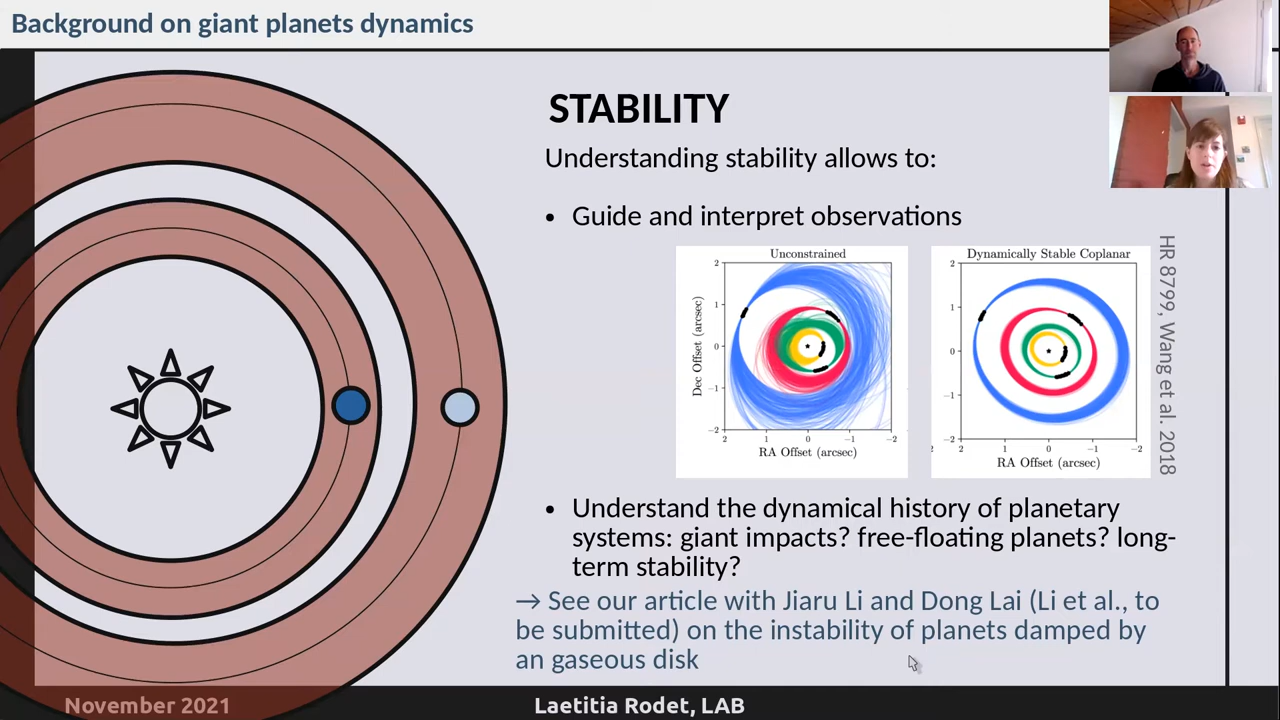 Background on giant planets dynamics
STABILITY
Understanding stability allows to:
• Guide and interpret observations
Unconstrained
2
1
0
−1
−2
Dec Offset (arcsec)
2 1 0 −1 −2
RA Offset (arcsec)
Dynamically Stable Coplanar
2
1
0
−1
−2
2 2 1 0 −1 −2
RA Offset (arcsec)
HR 8799, Wang et al. 2018
• Understand the dynamical history of planetary
systems: giant impacts? free-floating planets? long-
term stability?
→ See our article with Jiaru Li and Dong Lai (Li et al., to
be submitted) on the instability of planets damped by
an gaseous disk
November 2021
Laetitia Rodet, LAB